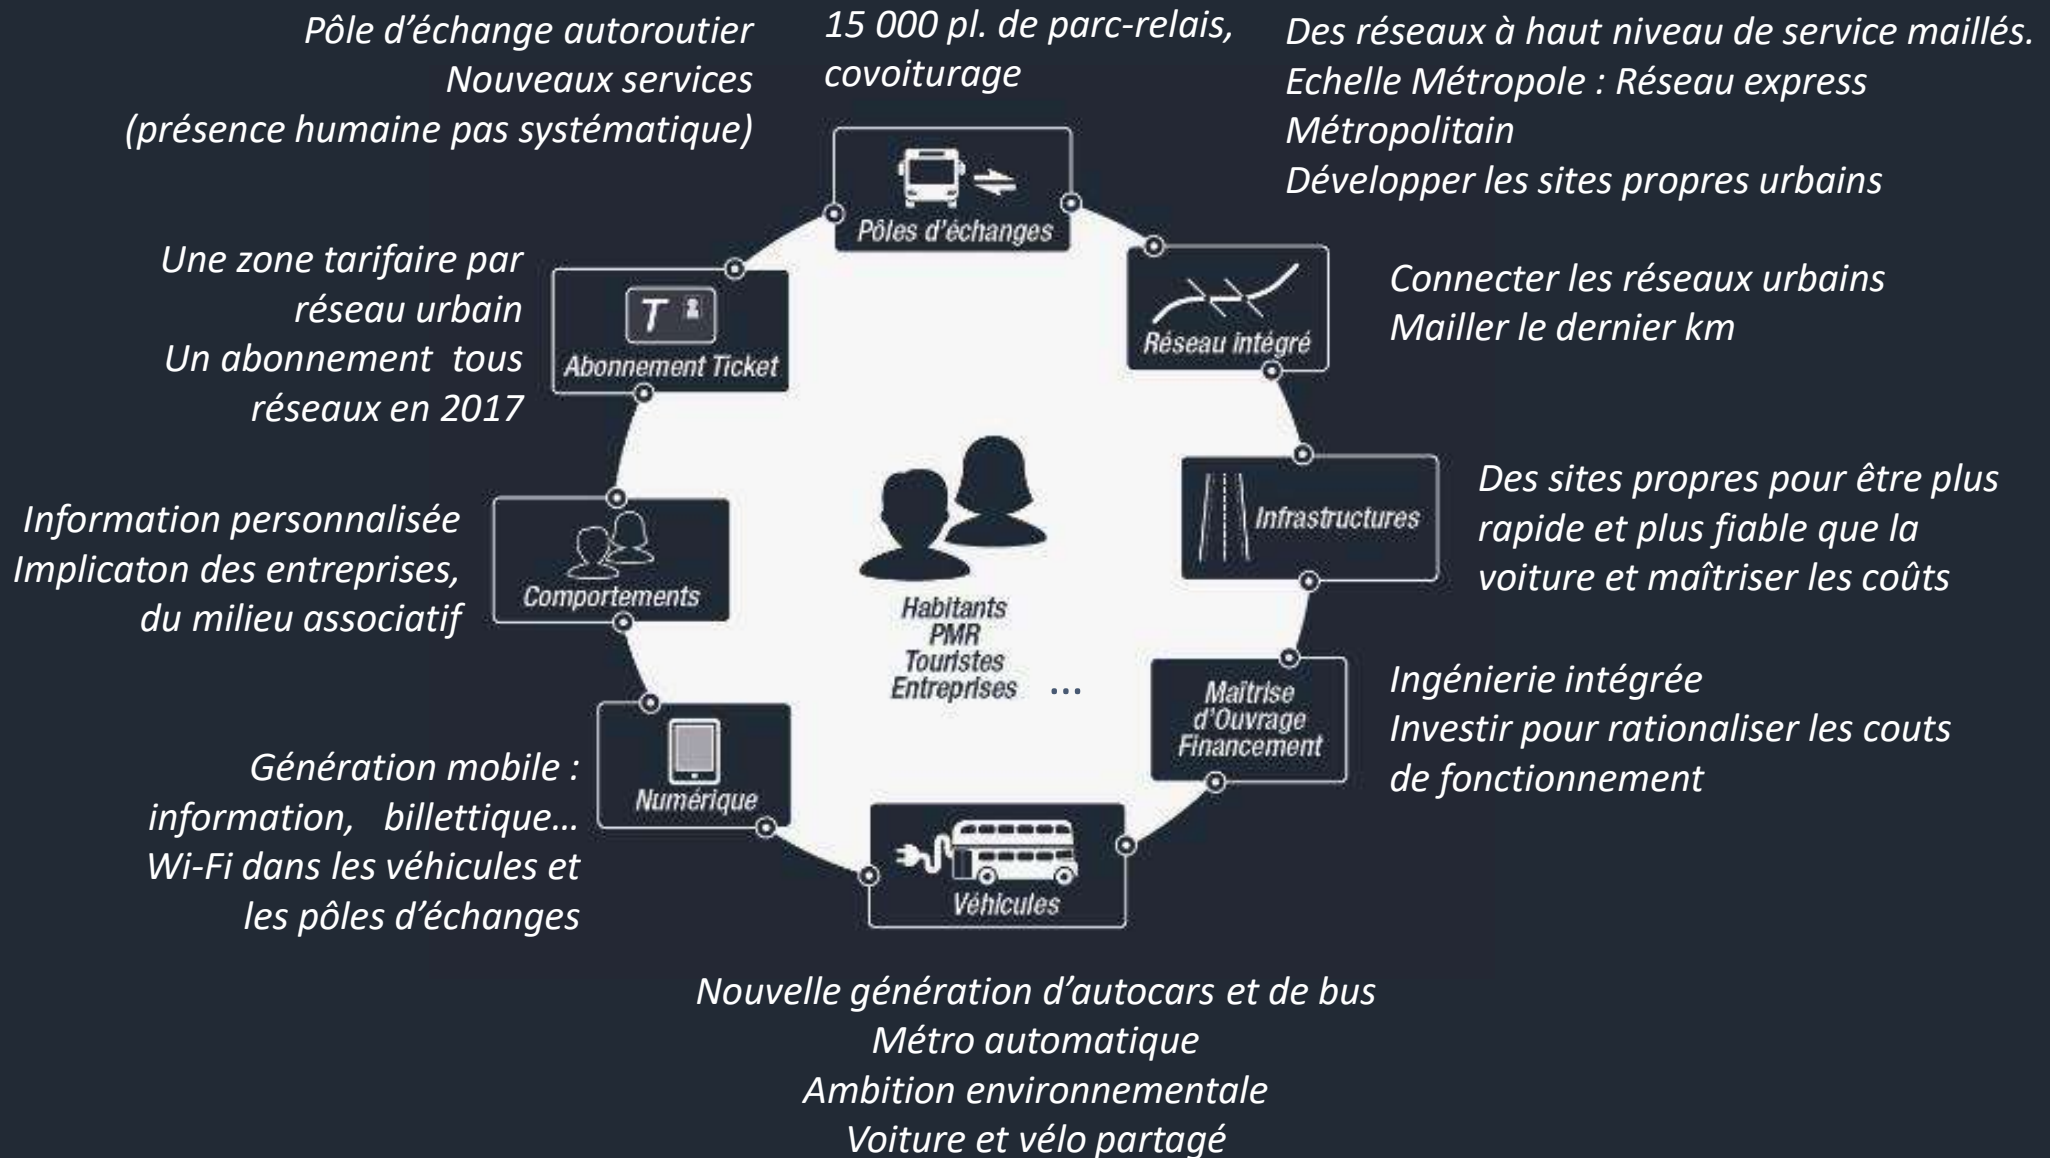 Pôle d’échange autoroutier
Nouveaux services
(présence humaine pas systématique)
15 000 pl. de parc-relais,
covoiturage
Des réseaux à haut niveau de service maillés.
Echelle Métropole : Réseau express
Métropolitain
Développer les sites propres urbains
Pôles d’échanges
Une zone tarifaire par
réseau urbain
Un abonnement tous
réseaux en 2017
T
Abonnement Ticket
Réseau intégré
Connecter les réseaux urbains
Mailler le dernier km
Information personnalisée
Implicaton des entreprises,
du milieu associatif
Comportements
Habitants
PMR
Touristes
Entreprises ...
Infrastructures
Des sites propres pour être plus
rapide et plus fiable que la
voiture et maîtriser les coûts
Maîtrise
d’Ouvrage
Financement
Ingénierie intégrée
Investir pour rationaliser les couts
de fonctionnement
Génération mobile :
information, billettique…
Wi-Fi dans les véhicules et
les pôles d’échanges
Numérique
Véhicules
Nouvelle génération d’autocars et de bus
Métro automatique
Ambition environnementale
Voiture et vélo partagé